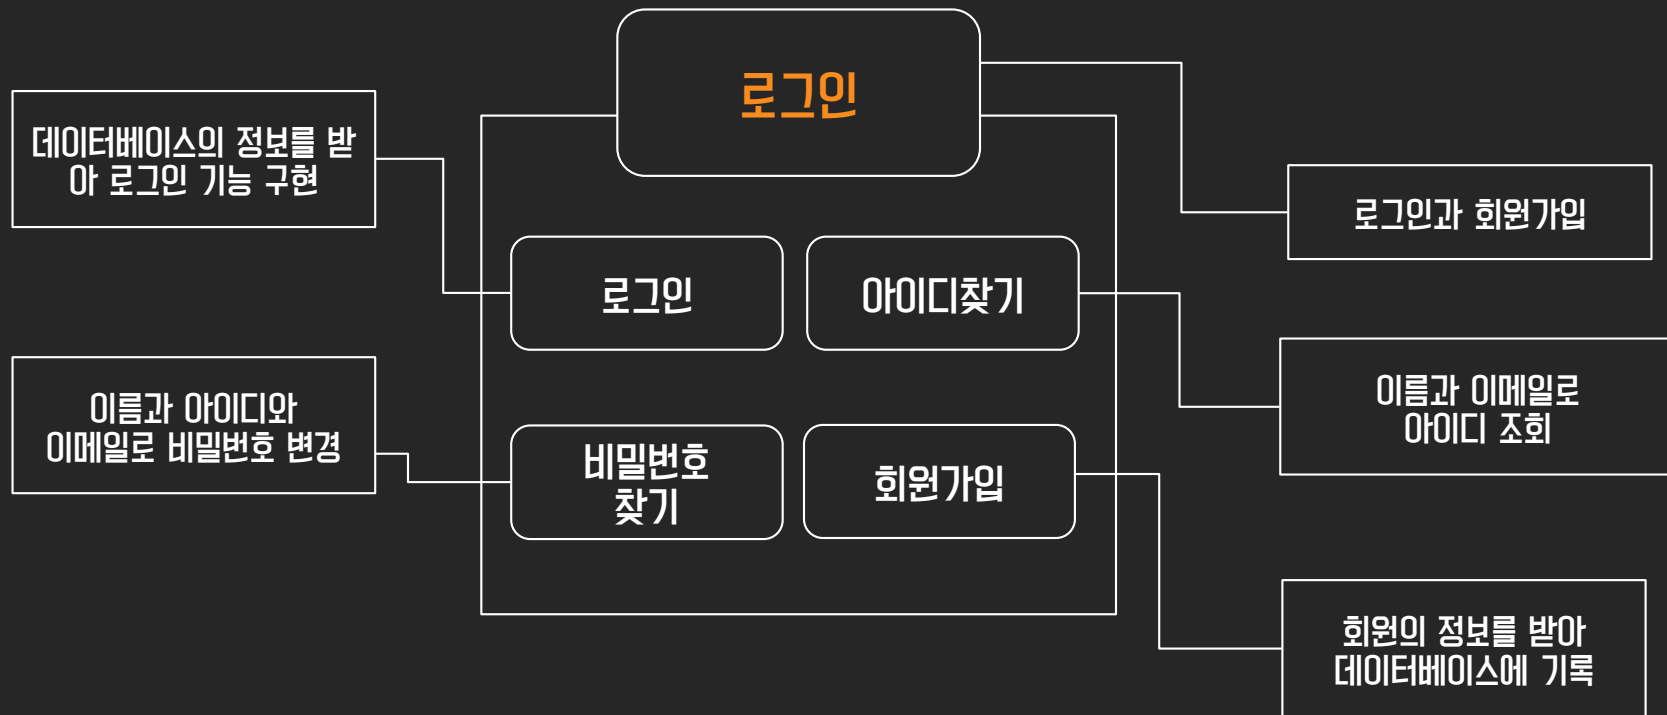 로그인
데이터베이스의 정보를 받
아 로그인 기능 구현
로그인과 회원가입
로그인
아이디찾기
이름과 아이디와
이메일로 비밀번호 변경
이름과 이메일로
아이디 조회
비밀번호
찾기
회원가입
회원의 정보를 받아
데이터베이스에 기록